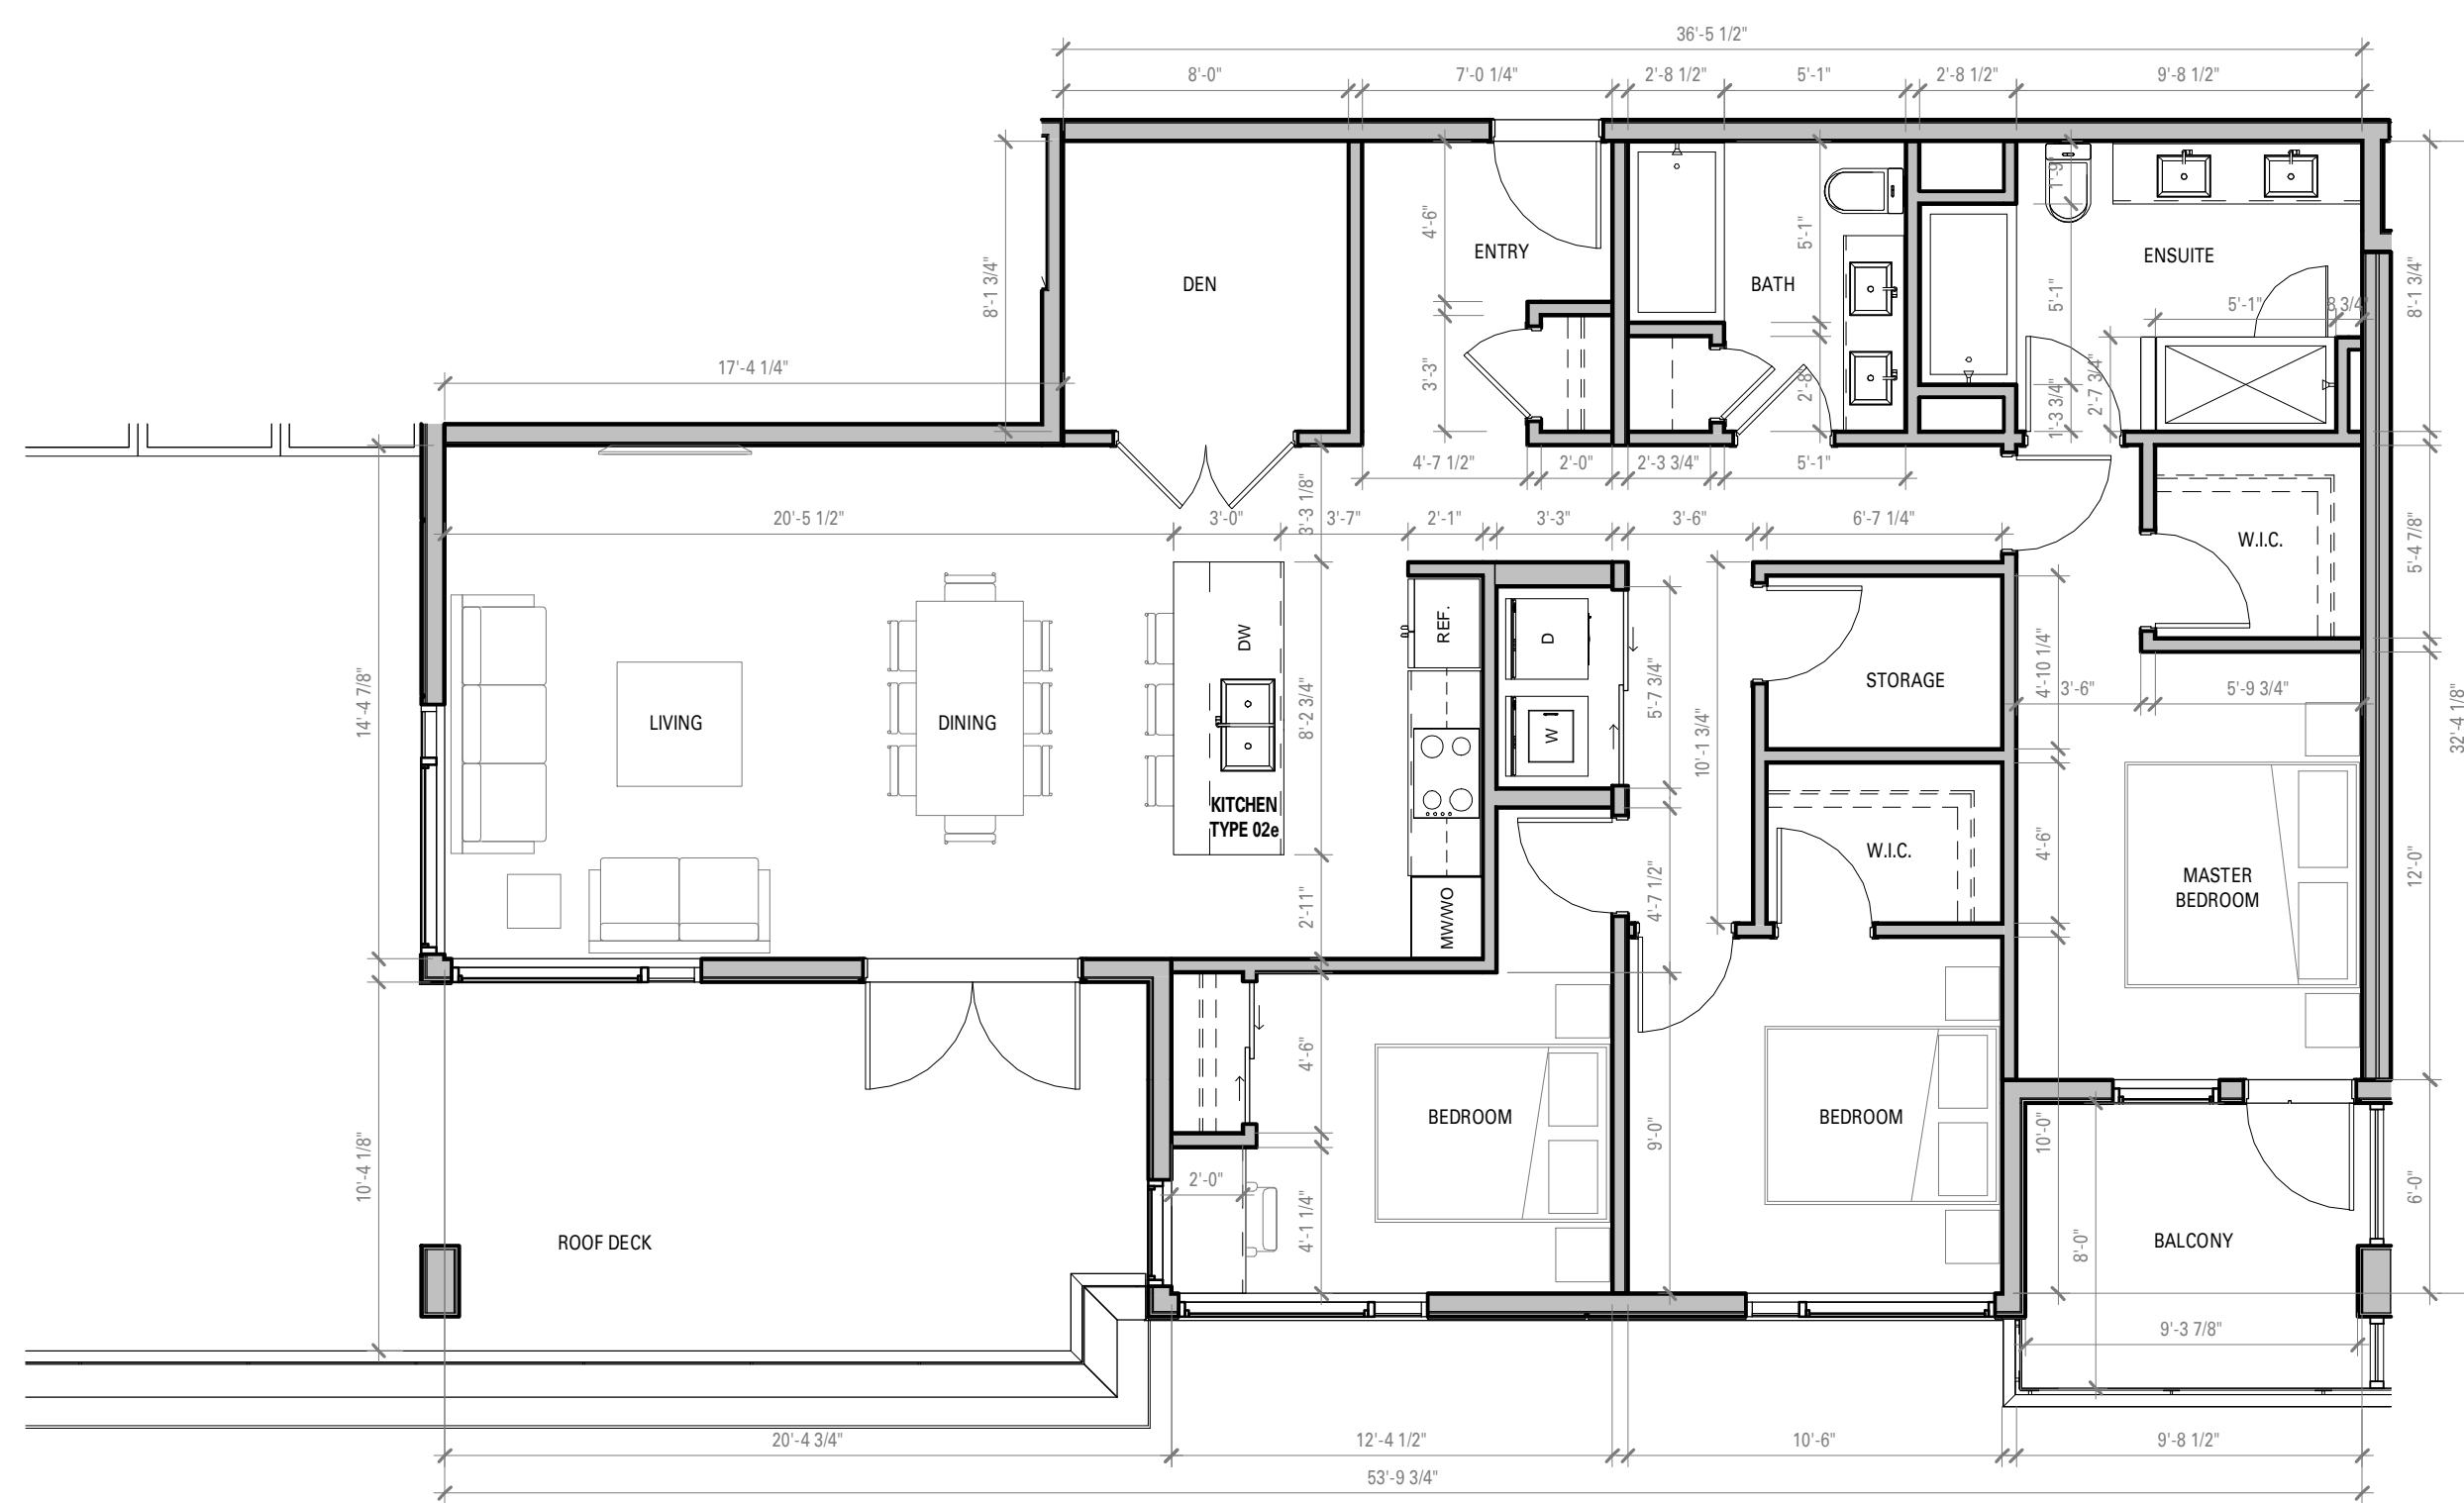 36'-5 1/2"
8'-0"
7'-0 1/4"
2'-8 1/2"
5'-1"
2'-8 1/2"
9'-8 1/2"
8'-1 3/4"
4'-6"
5'-1"
1'-9"
ENTRY
ENSUITE
DEN
BATH
5'-1"
5'-1"
8 3/4"
8'-1 3/4"
17'-4 1/4"
3'-3"
2'-8"
1'-3 3/4"
2'-7 3/4"
4'-7 1/2"
2'-0"
2'-3 3/4"
5'-1"
20'-5 1/2"
3'-0"
3'-3 1/8"
3'-7"
2'-1"
3'-3"
3'-6"
6'-7 1/4"
W.I.C.
5'-4 7/8"
14'-4 7/8"
LIVING
DINING
DW
8'-2 3/4"
REF.
D
W
5'-7 3/4"
10'-1 3/4"
STORAGE
4'-10 1/4"
3'-6"
5'-9 3/4"
32'-4 1/8"
KITCHEN
TYPE 02e
W.I.C.
4'-6"
MASTER
BEDROOM
12'-0"
2'-11"
MW/WO
4'-7 1/2"
10'-4 1/8"
4'-6"
BEDROOM
9'-0"
BEDROOM
10'-0"
2'-0"
4'-1 1/4"
6'-0"
ROOF DECK
8'-0"
BALCONY
9'-3 7/8"
20'-4 3/4"
12'-4 1/2"
10'-6"
9'-8 1/2"
53'-9 3/4"